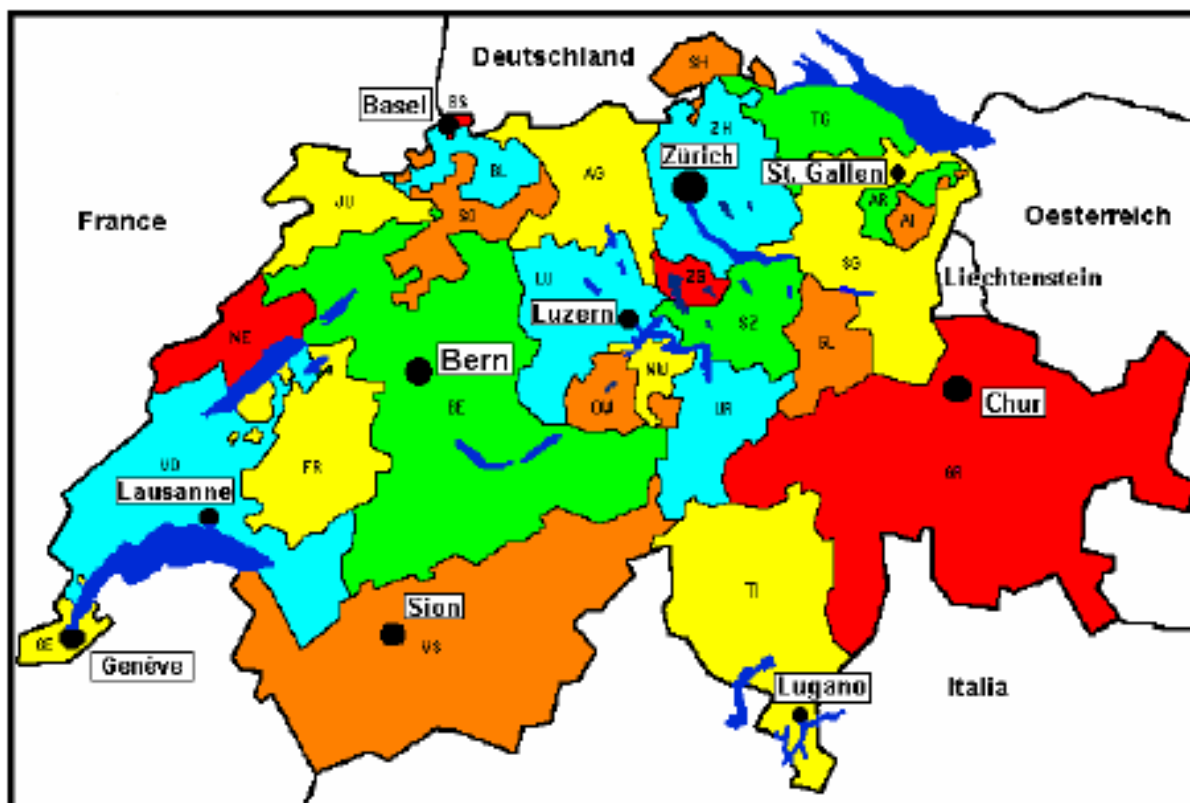 Deutschland
SH
Basel
BS
TG
ZH
Zürich
St. Gallen
BL
AG
JU
AR
AI
SO
France
Oesterreich
SG
LU
ZG
Liechtenstein
Luzern
SZ
NE
GL
Bern
NW
OW
UR
BE
Chur
VD
FR
GR
Lausanne
TI
Sion
GE
VS
Genève
Lugano
Italia